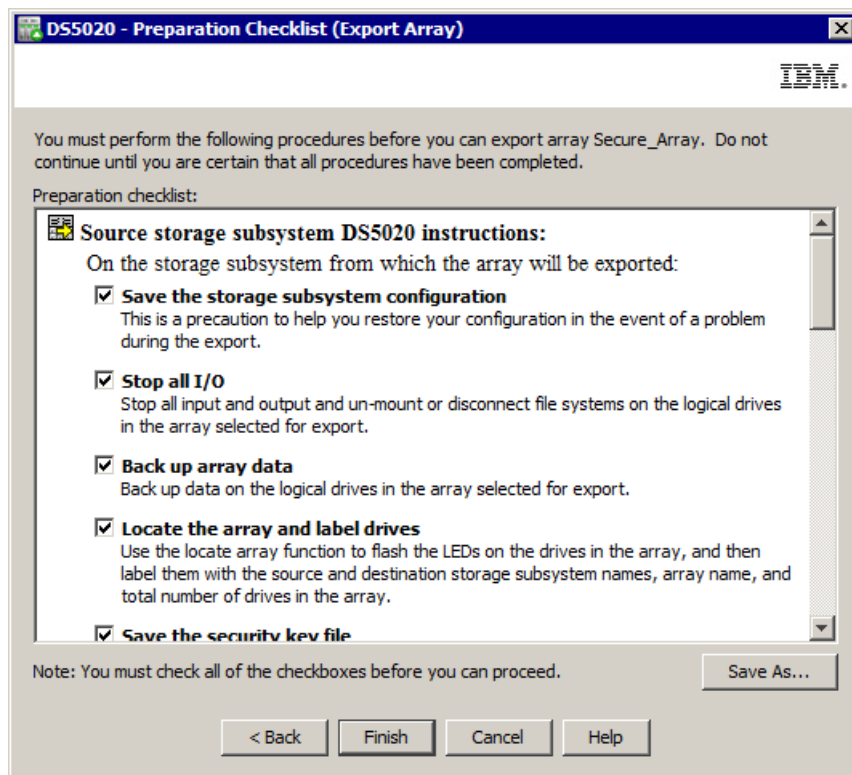 DS5020 - Preparation Checklist (Export Array)
IBM.
You must perform the following procedures before you can export array Secure_Array. Do not
continue until you are certain that all procedures have been completed.
Preparation checklist:
Source storage subsystem DS5020 instructions:
On the storage subsystem from which the array will be exported:
Save the storage subsystem configuration
This is a precaution to help you restore your configuration in the event of a problem
during the export.
Stop all I/O
Stop all input and output and un-mount or disconnect file systems on the logical drives
in the array selected for export.
Back up array data
Back up data on the logical drives in the array selected for export.
Locate the array and label drives
Use the locate array function to flash the LEDs on the drives in the array, and then
label them with the source and destination storage subsystem names, array name, and
total number of drives in the array.
Save the security key file
Note: You must check all of the checkboxes before you can proceed.
Save As...
< Back
Finish
Cancel
Help